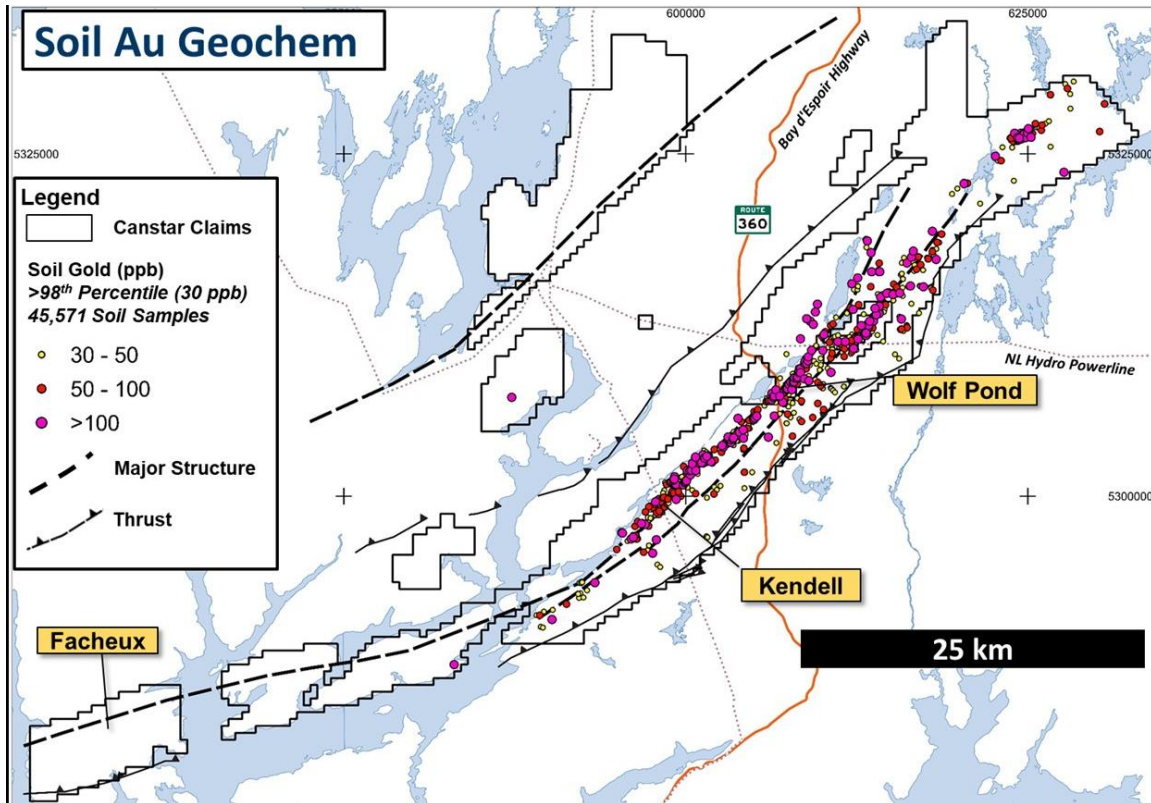 Soil Au Geochem
600000
625000
Bay d'Espoir Highway
5325000
5325000
Legend
Canstar Claims
Soil Gold (ppb)
>98th Percentile (30 ppb)
45,571 Soil Samples
30 - 50
50 - 100
>100
Major Structure
Thrust
ROUTE
360
NL Hydro Powerline
Wolf Pond
5300000
Kendell
Facheux
25 km